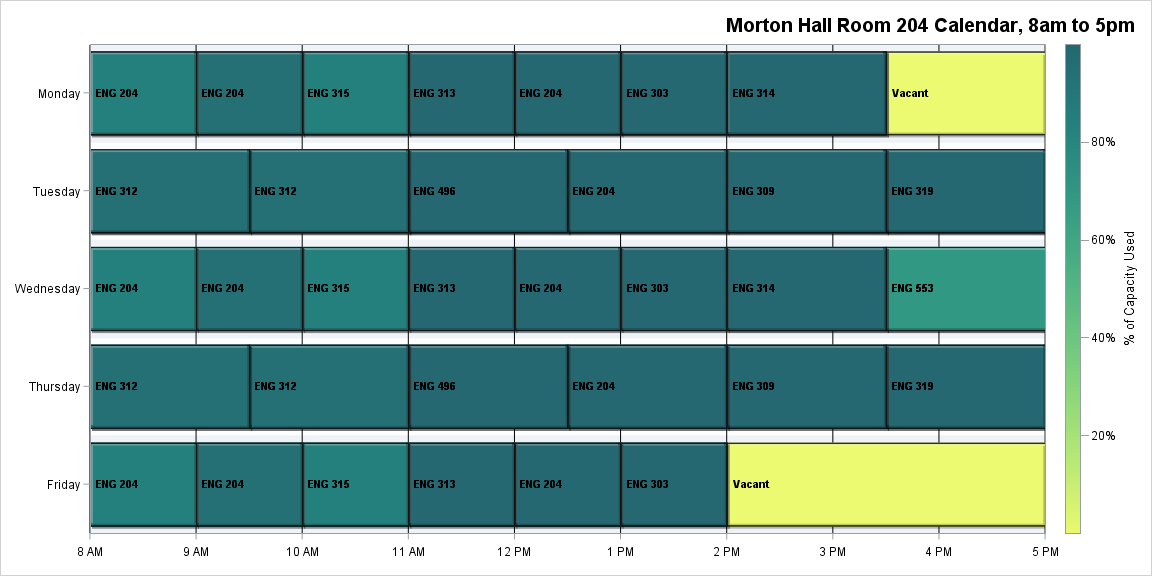 Morton Hall Room 204 Calendar, 8am to 5pm
Monday
ENG 204
ENG 204
ENG 315
ENG 313
ENG 204
ENG 303
ENG 314
Vacant
Tuesday
ENG 312
ENG 312
ENG 496
ENG 204
ENG 309
ENG 319
Wednesday
ENG 204
ENG 204
ENG 315
ENG 313
ENG 204
ENG 303
ENG 314
ENG 553
Thursday
ENG 312
ENG 312
ENG 496
ENG 204
ENG 309
ENG 319
Friday
ENG 204
ENG 204
ENG 315
ENG 313
ENG 204
ENG 303
Vacant
8 AM
9 AM
10 AM
11 AM
12 PM
1 PM
2 PM
3 PM
4 PM
5 PM
80%
60%
40%
20%
% of Capacity Used